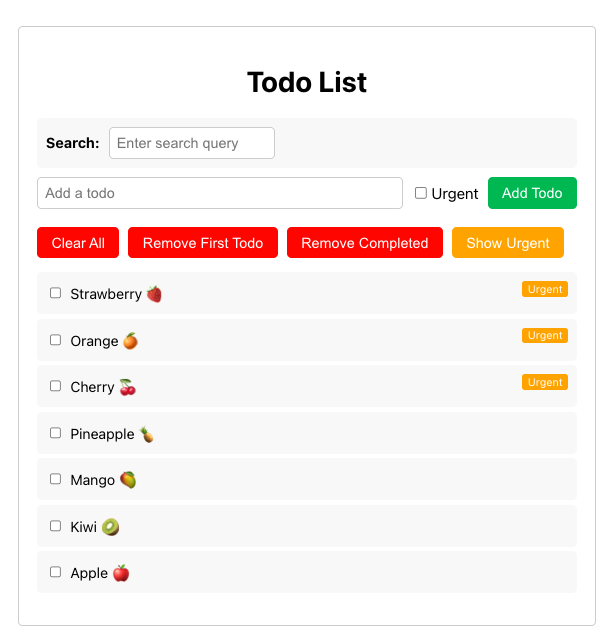 Todo List
Search: Enter search query
Add a todo Urgent Add Todo
Clear All Remove First Todo Remove Completed Show Urgent
Strawberry 🍓 Urgent
Orange 🍊 Urgent
Cherry 🍒 Urgent
Pineapple 🍍
Mango 🥭
Kiwi 🥝
Apple 🍎